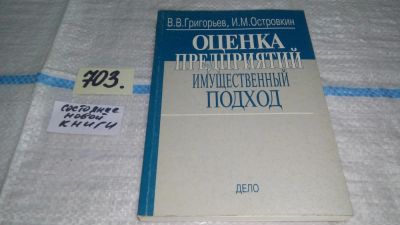 703.
состояние
новой
книги
В.В.Григорьев, И.М.Островкин
ОЦЕНКА
ПРЕДПРИЯТИЙ
ИМУЩЕСТВЕННЫЙ
ПОДХОД
ДЕЛО